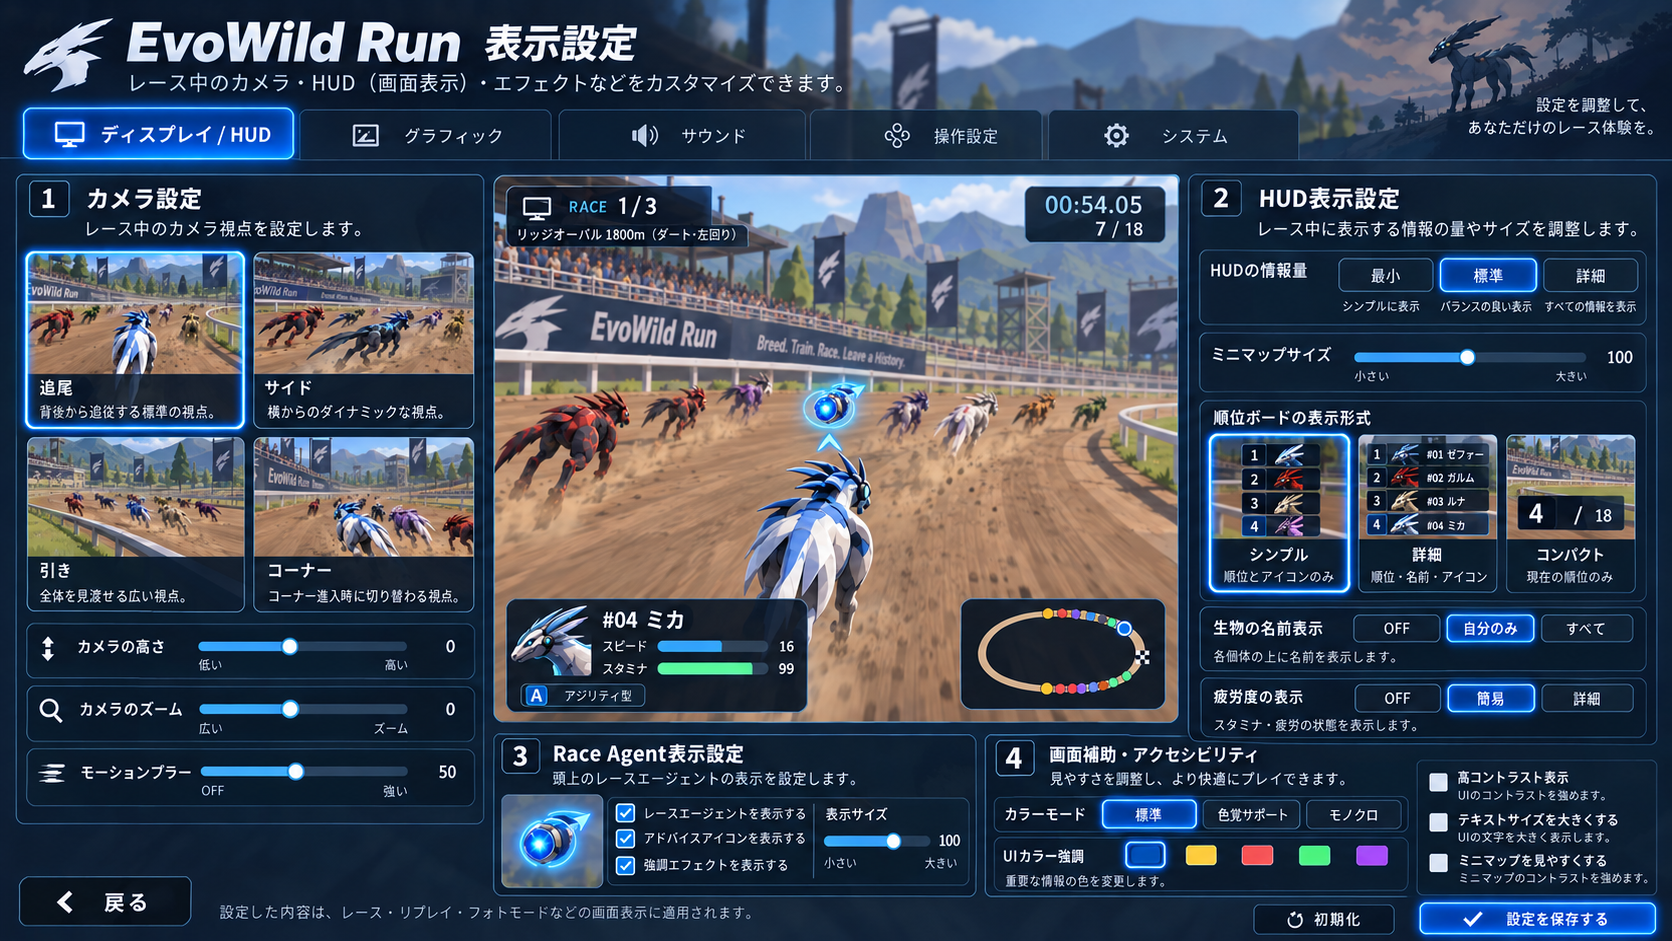 EvoWild Run 表示設定
レース中のカメラ・HUD（画面表示）・エフェクトなどをカスタマイズできます。
設定を調整して、
あなただけのレース体験を。
ディスプレイ / HUD
グラフィック
サウンド
操作設定
システム
1 カメラ設定
レース中のカメラ視点を設定します。
EvoWild Run
追尾
背後から追従する標準の視点。
EvoWild Run
サイド
横からのダイナミックな視点。
引き
全体を見渡せる広い視点。
EvoWild Run
コーナー
コーナー進入時に切り替わる視点。
カメラの高さ 0
低い 高い
カメラのズーム 0
広い ズーム
モーションブラー 50
OFF 強い
RACE 1/3
リッジオーバル 1800m（ダート・左回り）
00:54.05
7 / 18
EvoWild Run
Breed. Train. Race. Leave a History.
#04 ミカ
スピード 16
スタミナ 99
A アジリティ型
2 HUD表示設定
レース中に表示する情報の量やサイズを調整します。
HUDの情報量 最小 標準 詳細
シンプルに表示 バランスの良い表示 すべての情報を表示
ミニマップサイズ 100
小さい 大きい
順位ボードの表示形式
1
2
3
4
シンプル
順位とアイコンのみ
1 #01 ゼファー
2 #02 ガルム
3 #03 ルナ
4 #04 ミカ
詳細
順位・名前・アイコン
4 / 18
コンパクト
現在の順位のみ
生物の名前表示 OFF 自分のみ すべて
各個体の上に名前を表示します。
疲労度の表示 OFF 簡易 詳細
スタミナ・疲労の状態を表示します。
3 Race Agent表示設定
頭上のレースエージェントの表示を設定します。
レースエージェントを表示する
アドバイスアイコンを表示する
強調エフェクトを表示する
表示サイズ
100
小さい 大きい
4 画面補助・アクセシビリティ
見やすさを調整し、より快適にプレイできます。
カラーモード 標準 色覚サポート モノクロ
UIカラー強調
重要な情報の色を変更します。
高コントラスト表示
UIのコントラストを強めます。
テキストサイズを大きくする
UIの文字を大きく表示します。
ミニマップを見やすくする
ミニマップのコントラストを強めます。
戻る
設定した内容は、レース・リプレイ・フォトモードなどの画面表示に適用されます。
初期化
設定を保存する